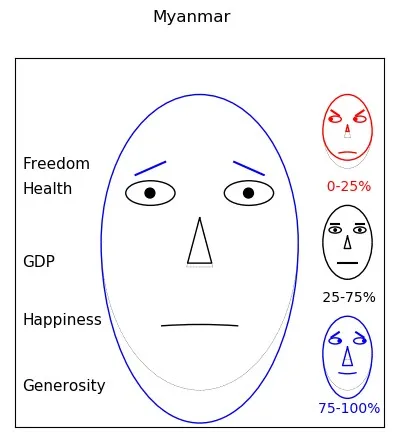 Myanmar
Freedom
Health
GDP
Happiness
Generosity
0-25%
25-75%
75-100%